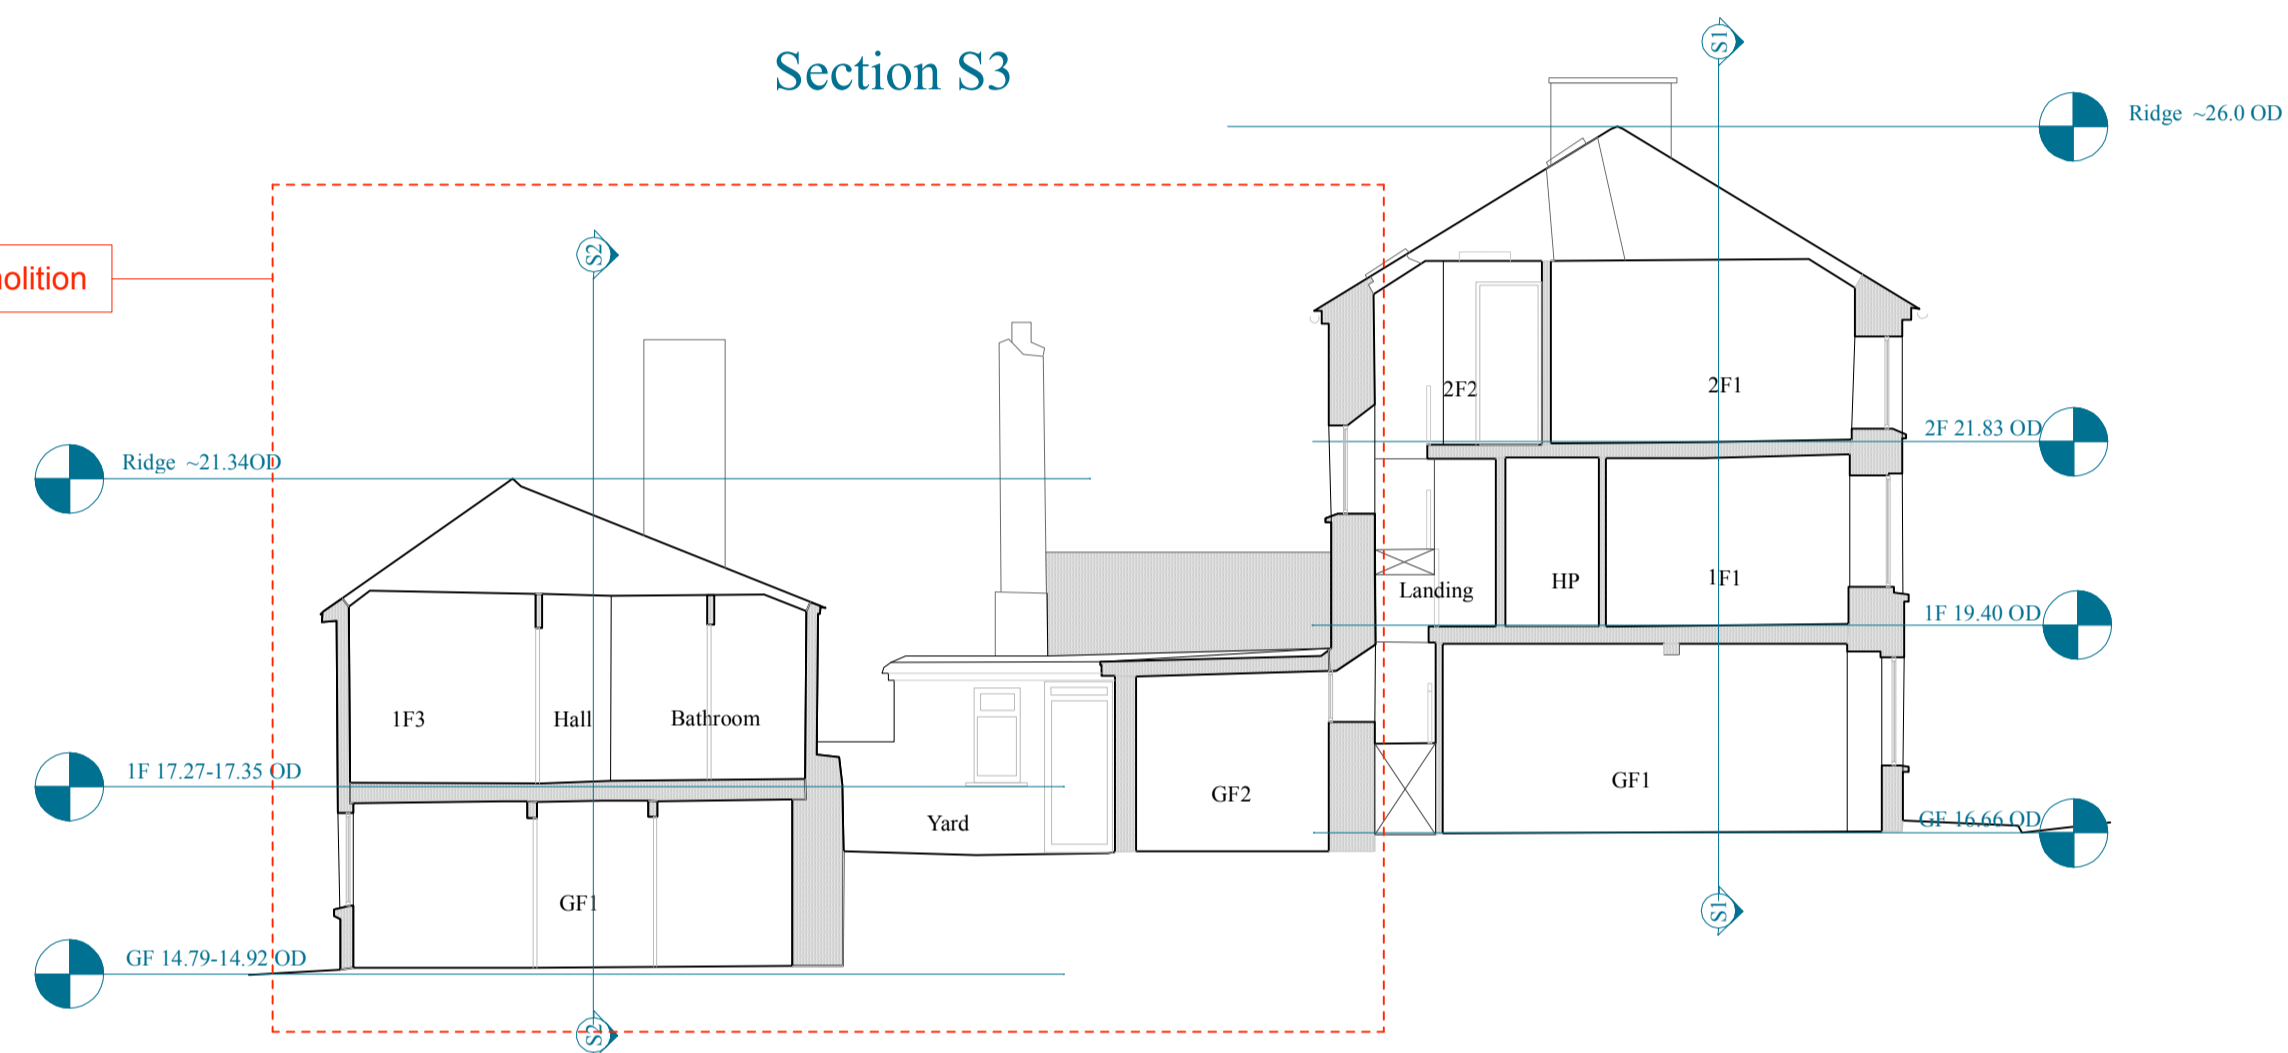 Section S3
S1
Ridge ~26.0 OD
S2
2F2
2F1
2F 21.83 OD
Ridge ~21.34OD
Landing
HP
1F1
1F 19.40 OD
1F3
Hall
Bathroom
1F 17.27-17.35 OD
Yard
GF2
GF1
GF 16.66 OD
GF1
S1
GF 14.79-14.92 OD
S2